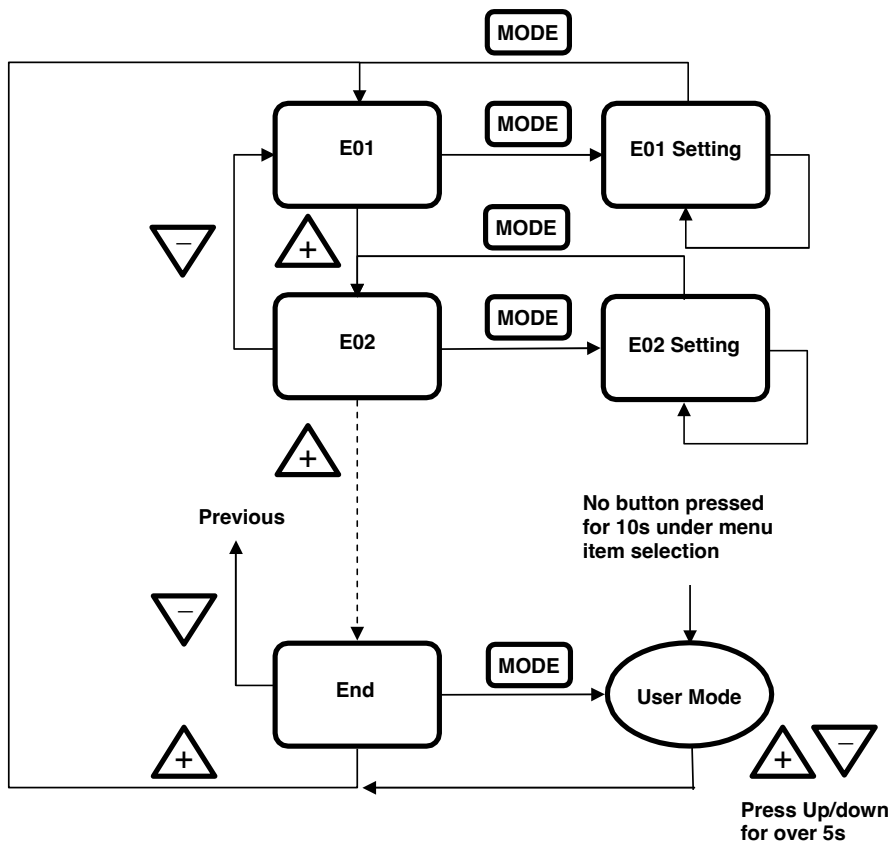 MODE
E01
MODE
E01 Setting
−
+
MODE
E02
MODE
E02 Setting
+
Previous
No button pressed
for 10s under menu
item selection
−
End
MODE
User Mode
+
+
−
Press Up/down
for over 5s